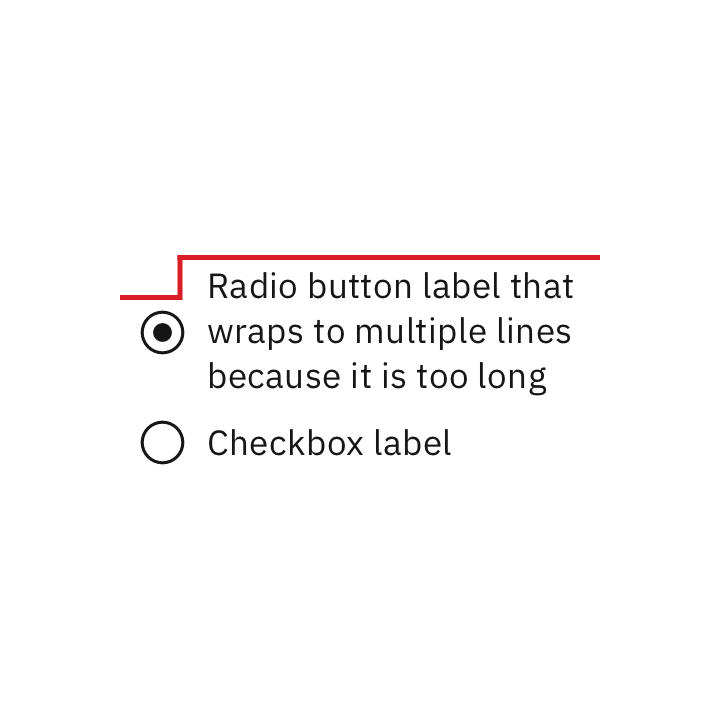 Radio button label that
wraps to multiple lines
because it is too long
Checkbox label